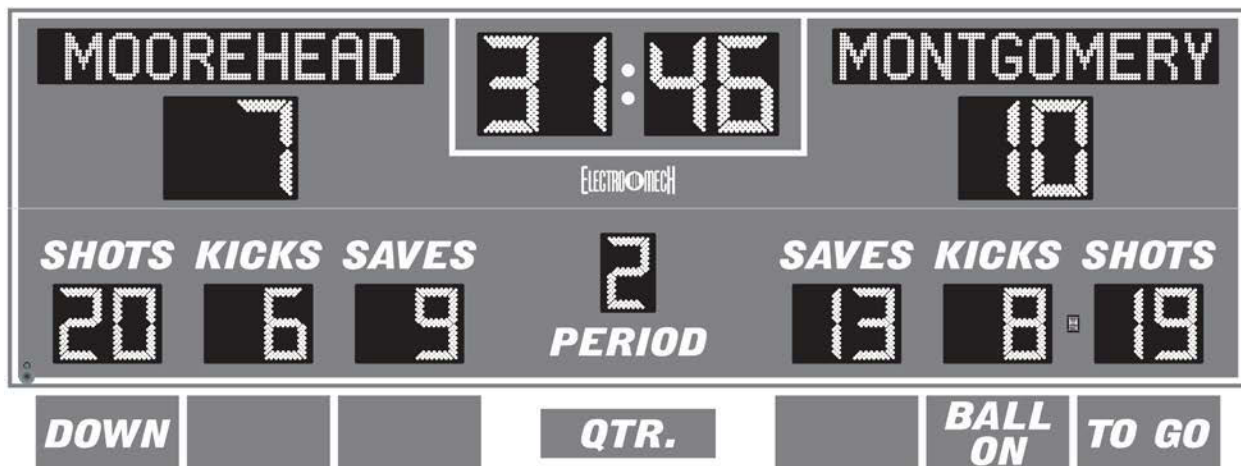 MOOREHEAD
31:46
MONTGOMERY
7
10
ELECTRO MECH
SHOTS KICKS SAVES
2
SAVES KICKS SHOTS
20 6 9
PERIOD
13 8 19
DOWN
QTR.
BALL
ON
TO GO